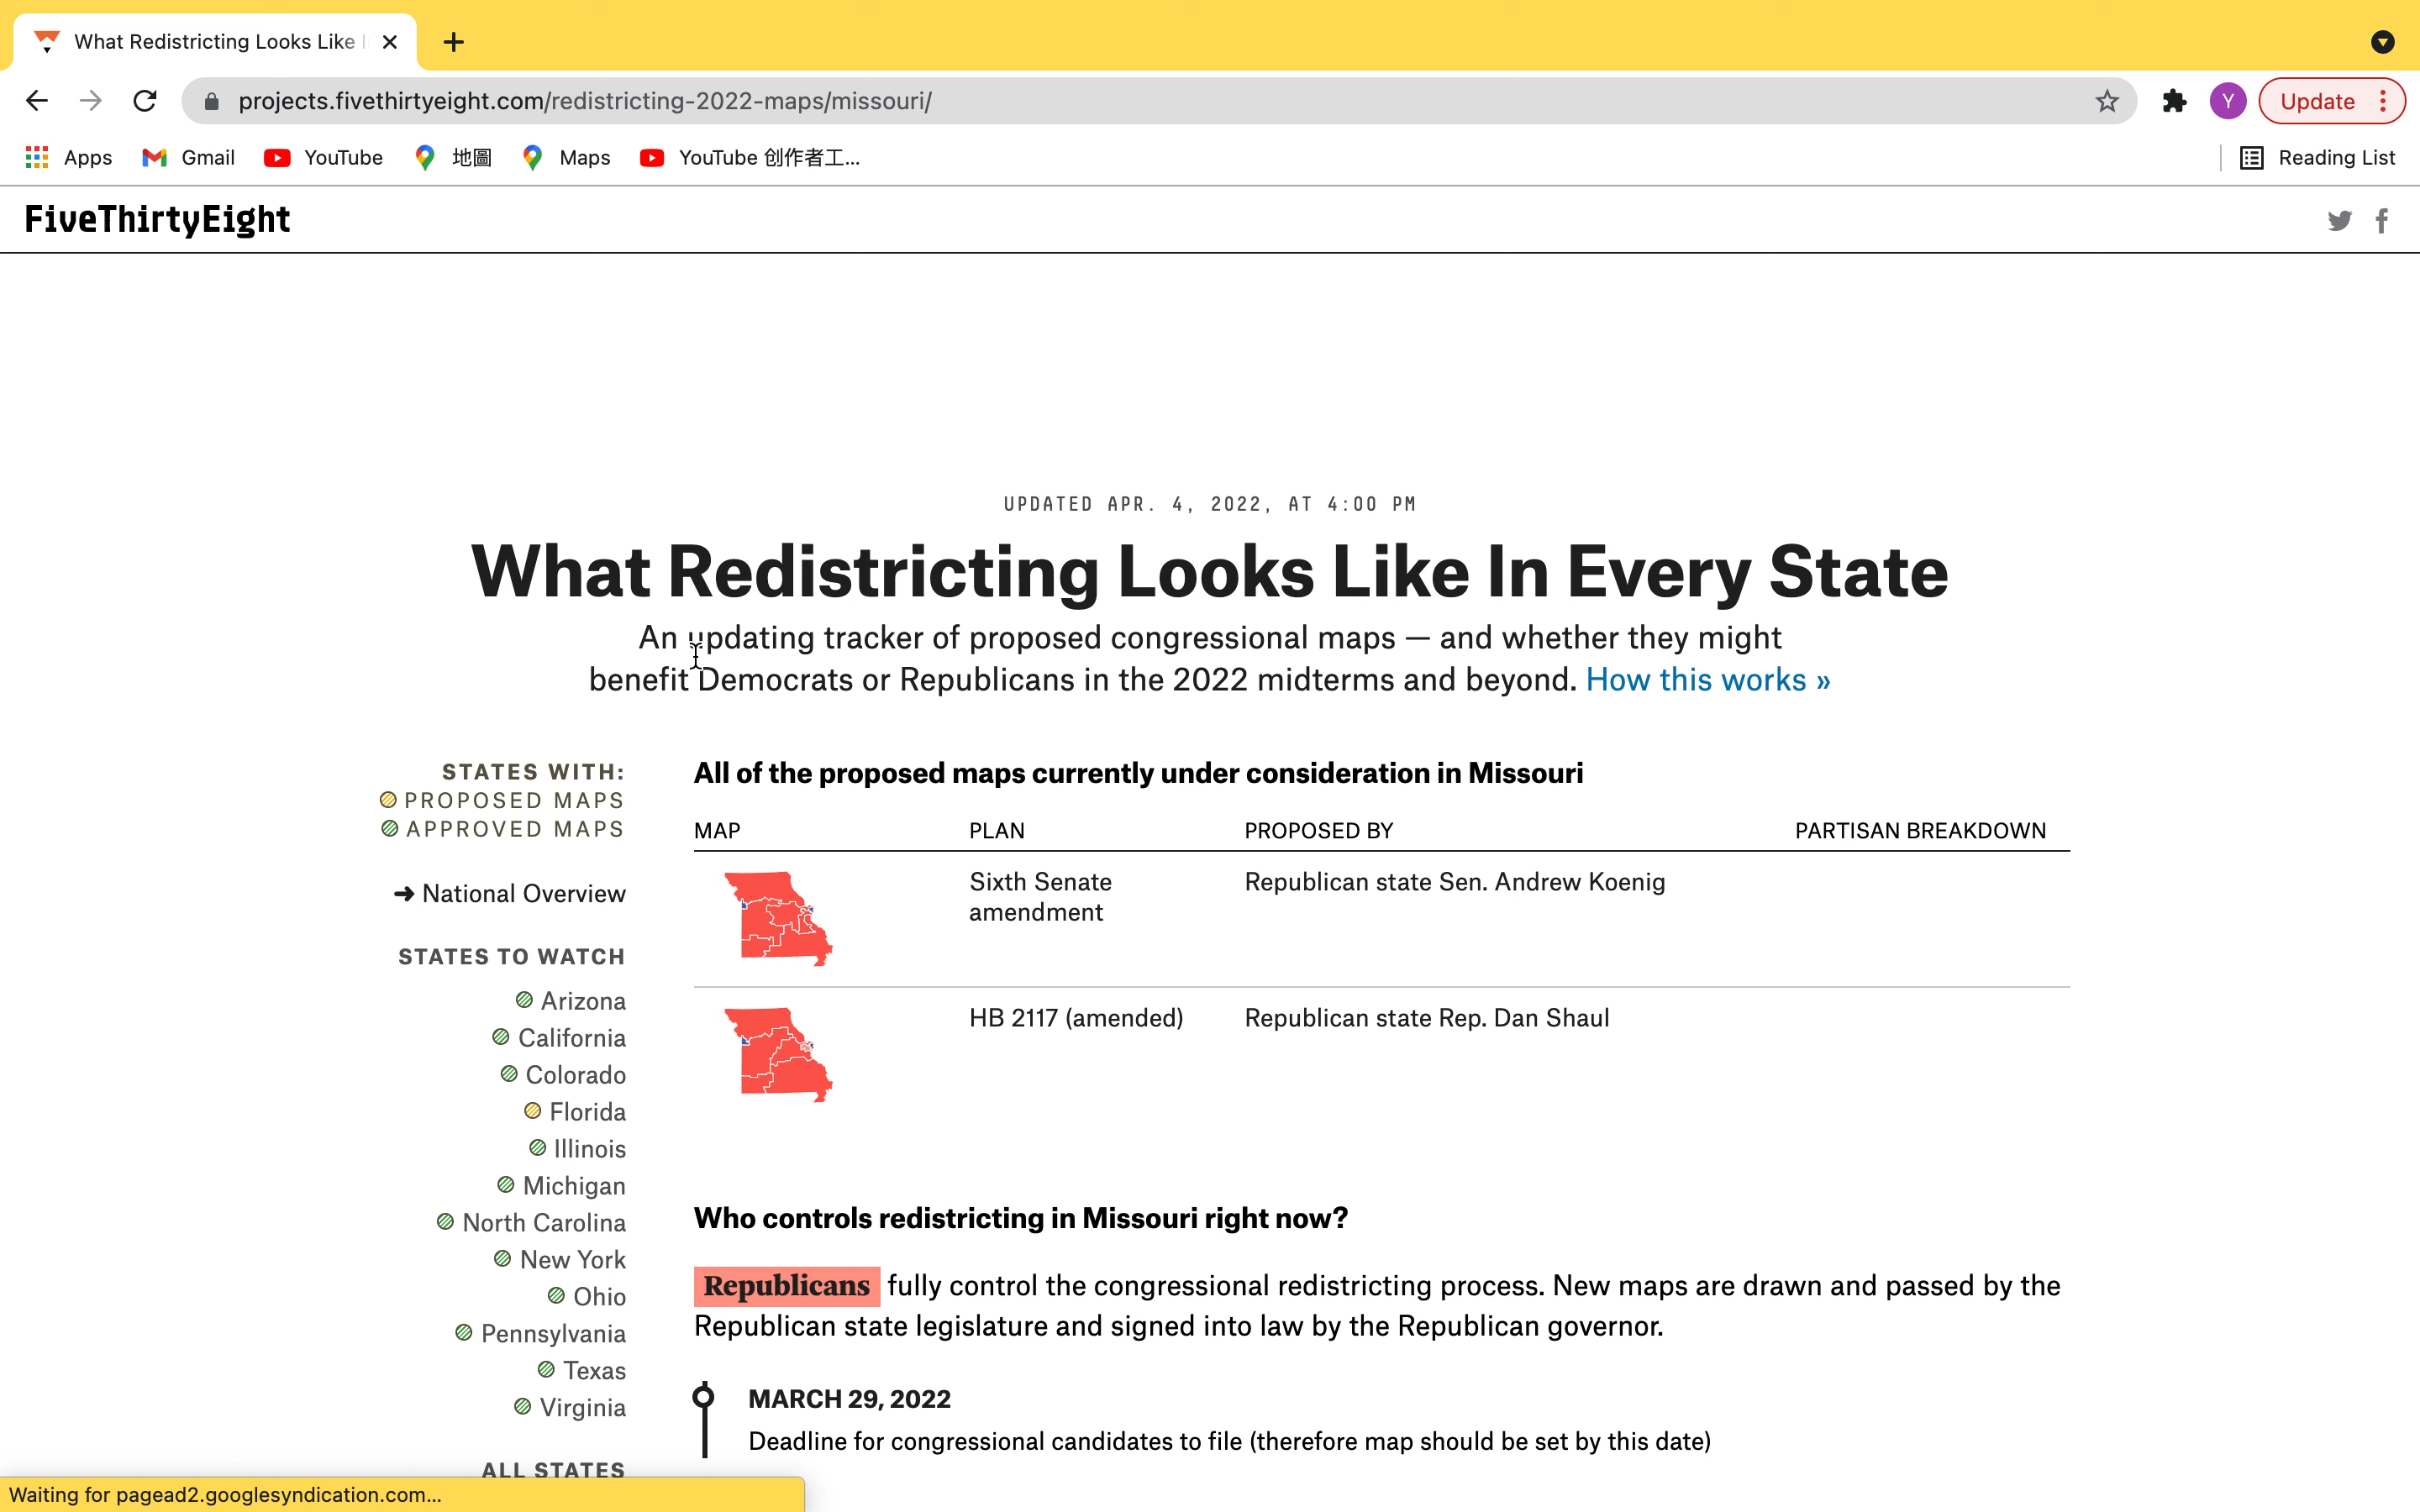 What Redistricting Looks Like
projects.fivethirtyeight.com/redistricting-2022-maps/missouri/
Y
Update
Apps
Gmail
YouTube
地圖
Maps
YouTube 创作者工...
Reading List
FiveThirtyEight
UPDATED APR. 4, 2022, AT 4:00 PM
What Redistricting Looks Like In Every State
An updating tracker of proposed congressional maps — and whether they might
benefit Democrats or Republicans in the 2022 midterms and beyond. How this works »
STATES WITH:
PROPOSED MAPS
APPROVED MAPS
➜ National Overview
STATES TO WATCH
Arizona
California
Colorado
Florida
Illinois
Michigan
North Carolina
New York
Ohio
Pennsylvania
Texas
Virginia
ALL STATES
All of the proposed maps currently under consideration in Missouri
MAP PLAN PROPOSED BY PARTISAN BREAKDOWN
Sixth Senate Republican state Sen. Andrew Koenig
amendment
HB 2117 (amended) Republican state Rep. Dan Shaul
Who controls redistricting in Missouri right now?
Republicans fully control the congressional redistricting process. New maps are drawn and passed by the
Republican state legislature and signed into law by the Republican governor.
MARCH 29, 2022
Deadline for congressional candidates to file (therefore map should be set by this date)
Waiting for pagead2.googlesyndication.com...